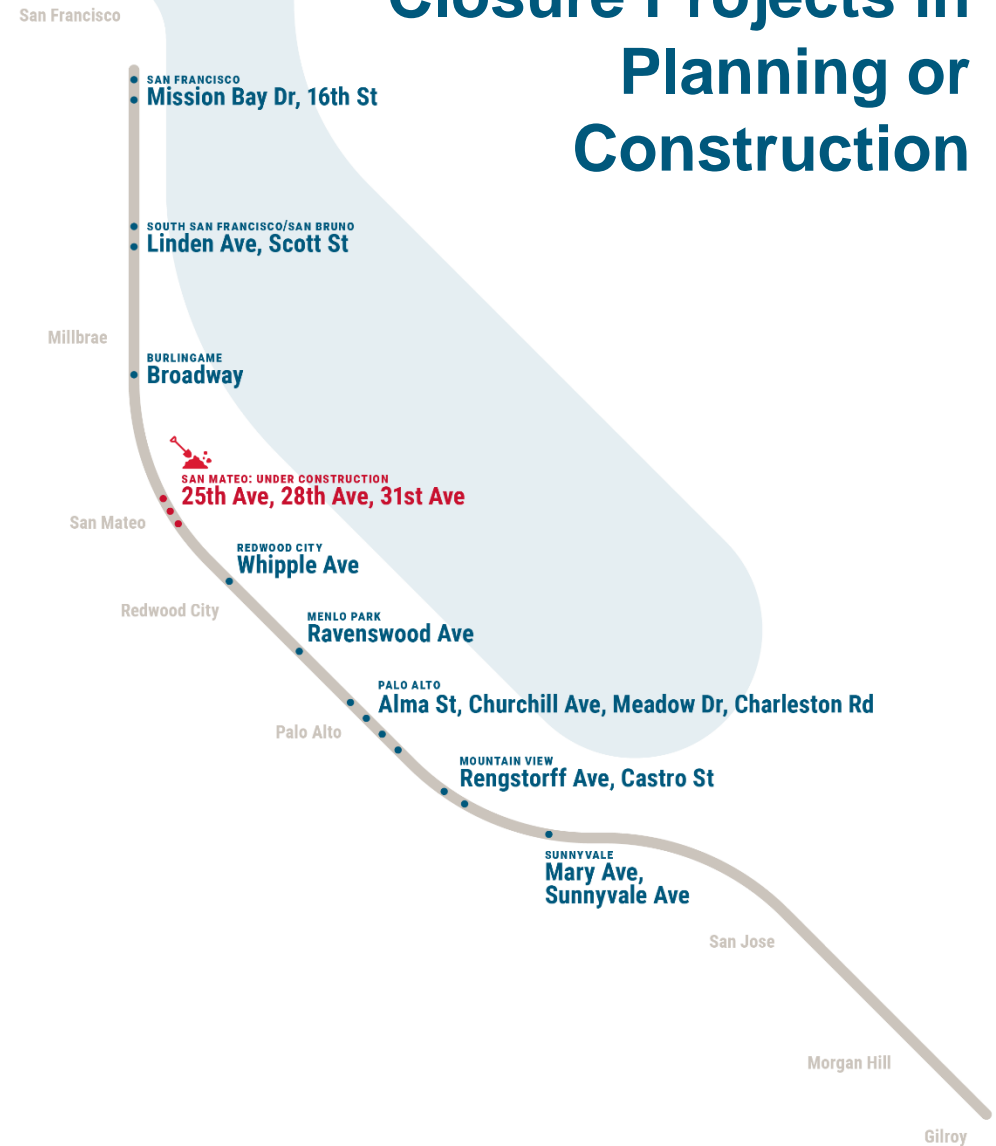 Closure Projects in
Planning or
Construction
San Francisco
SAN FRANCISCO
Mission Bay Dr, 16th St
SOUTH SAN FRANCISCO/SAN BRUNO
Linden Ave, Scott St
Millbrae
BURLINGAME
Broadway
SAN MATEO: UNDER CONSTRUCTION
25th Ave, 28th Ave, 31st Ave
San Mateo
REDWOOD CITY
Whipple Ave
Redwood City
MENLO PARK
Ravenswood Ave
PALO ALTO
Alma St, Churchill Ave, Meadow Dr, Charleston Rd
Palo Alto
MOUNTAIN VIEW
Rengstorff Ave, Castro St
SUNNYVALE
Mary Ave,
Sunnyvale Ave
San Jose
Morgan Hill
Gilroy